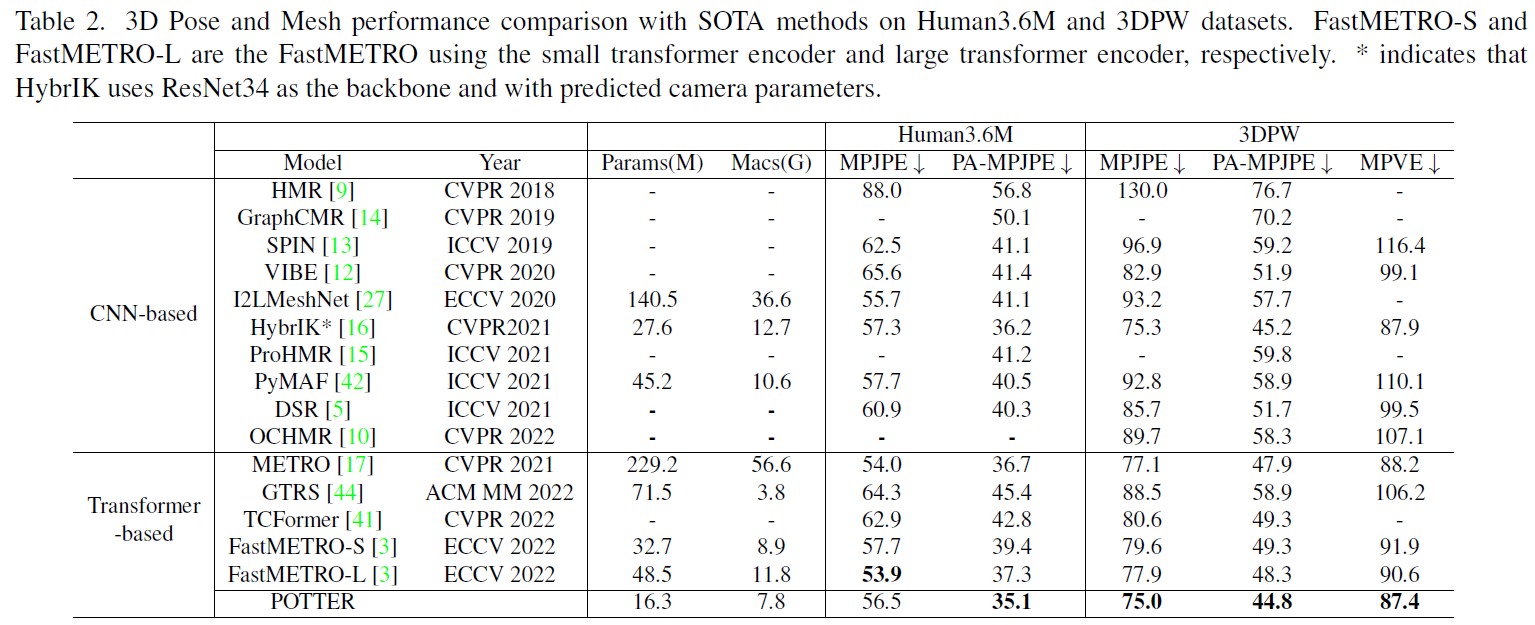 Table 2. 3D Pose and Mesh performance comparison with SOTA methods on Human3.6M and 3DPW datasets. FastMETRO-S and
FastMETRO-L are the FastMETRO using the small transformer encoder and large transformer encoder, respectively. * indicates that
HybrIK uses ResNet34 as the backbone and with predicted camera parameters.
Human3.6M 3DPW
Model Year Params(M) Macs(G) MPJPE ↓ PA-MPJPE ↓ MPJPE ↓ PA-MPJPE ↓ MPVE ↓
CNN-based
HMR [9] CVPR 2018 - - 88.0 56.8 130.0 76.7 -
GraphCMR [14] CVPR 2019 - - - 50.1 - 70.2 -
SPIN [13] ICCV 2019 - - 62.5 41.1 96.9 59.2 116.4
VIBE [12] CVPR 2020 - - 65.6 41.4 82.9 51.9 99.1
I2LMeshNet [27] ECCV 2020 140.5 36.6 55.7 41.1 93.2 57.7 -
HybrIK* [16] CVPR2021 27.6 12.7 57.3 36.2 75.3 45.2 87.9
ProHMR [15] ICCV 2021 - - - 41.2 - 59.8 -
PyMAF [42] ICCV 2021 45.2 10.6 57.7 40.5 92.8 58.9 110.1
DSR [5] ICCV 2021 - - 60.9 40.3 85.7 51.7 99.5
OCHMR [10] CVPR 2022 - - - - 89.7 58.3 107.1
Transformer
-based
METRO [17] CVPR 2021 229.2 56.6 54.0 36.7 77.1 47.9 88.2
GTRS [44] ACM MM 2022 71.5 3.8 64.3 45.4 88.5 58.9 106.2
TCFormer [41] CVPR 2022 - - 62.9 42.8 80.6 49.3 -
FastMETRO-S [3] ECCV 2022 32.7 8.9 57.7 39.4 79.6 49.3 91.9
FastMETRO-L [3] ECCV 2022 48.5 11.8 53.9 37.3 77.9 48.3 90.6
POTTER 16.3 7.8 56.5 35.1 75.0 44.8 87.4